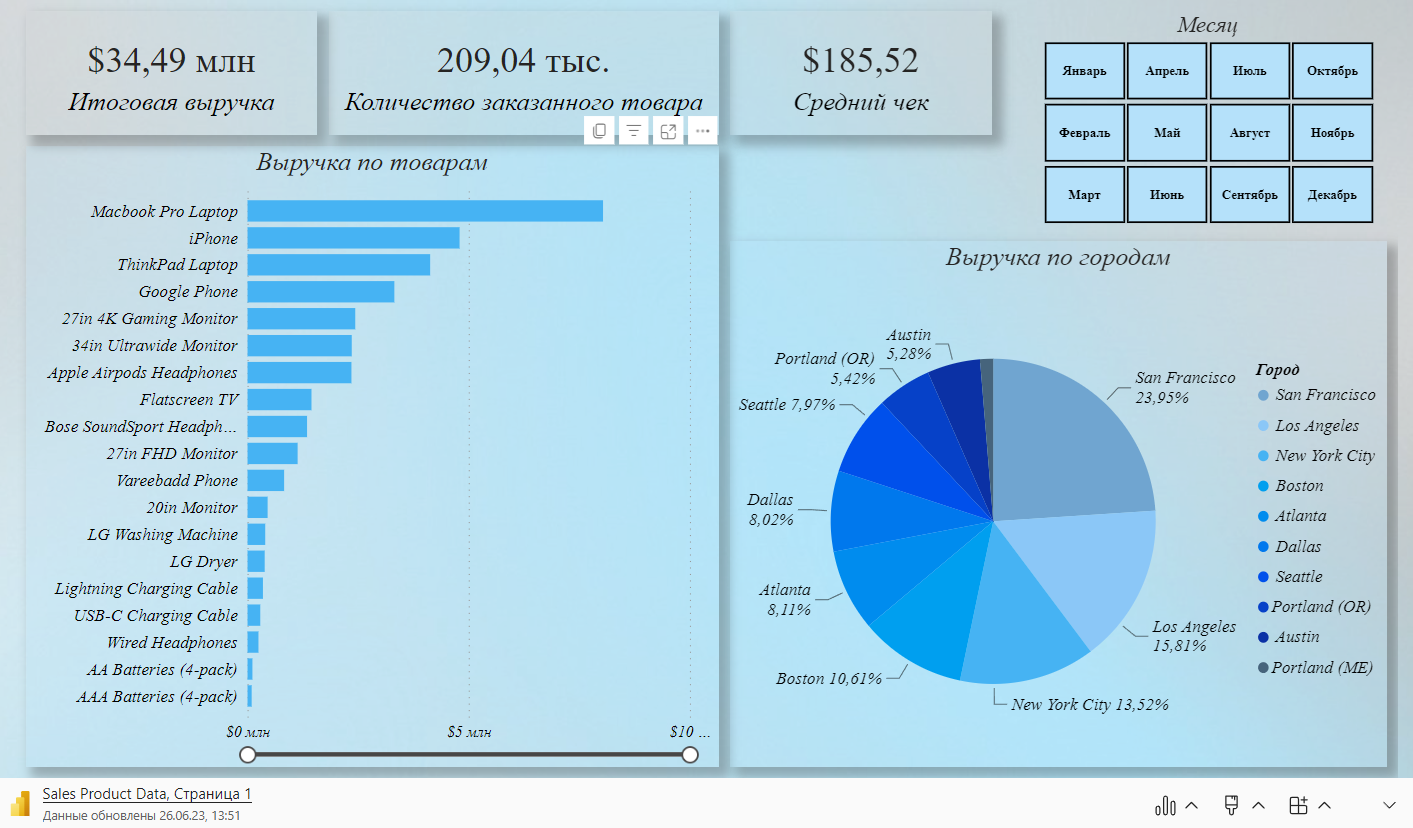 $34,49 млн
Итоговая выручка
209,04 тыс.
Количество заказанного товара
$185,52
Средний чек
Месяц
Январь
Апрель
Июль
Октябрь
Февраль
Май
Август
Ноябрь
Март
Июнь
Сентябрь
Декабрь
Выручка по товарам
Macbook Pro Laptop
iPhone
ThinkPad Laptop
Google Phone
27in 4K Gaming Monitor
34in Ultrawide Monitor
Apple Airpods Headphones
Flatscreen TV
Bose SoundSport Headph...
27in FHD Monitor
Vareebadd Phone
20in Monitor
LG Washing Machine
LG Dryer
Lightning Charging Cable
USB-C Charging Cable
Wired Headphones
AA Batteries (4-pack)
AAA Batteries (4-pack)
$0 млн
$5 млн
$10 ...
Выручка по городам
Austin
5,28%
Portland (OR)
5,42%
Seattle 7,97%
Dallas
8,02%
Atlanta
8,11%
Boston 10,61%
New York City 13,52%
Los Angeles
15,81%
San Francisco
23,95%
Город
San Francisco
Los Angeles
New York City
Boston
Atlanta
Dallas
Seattle
Portland (OR)
Austin
Portland (ME)
Sales Product Data, Страница 1
Данные обновлены 26.06.23, 13:51